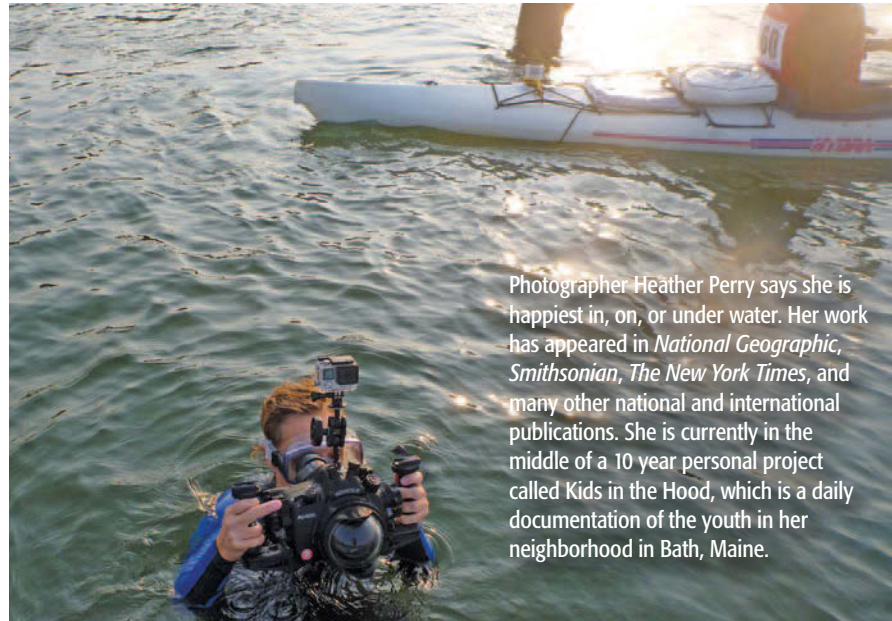 60
Photographer Heather Perry says she is
happiest in, on, or under water. Her work
has appeared in National Geographic,
Smithsonian, The New York Times, and
many other national and international
publications. She is currently in the
middle of a 10 year personal project
called Kids in the Hood, which is a daily
documentation of the youth in her
neighborhood in Bath, Maine.